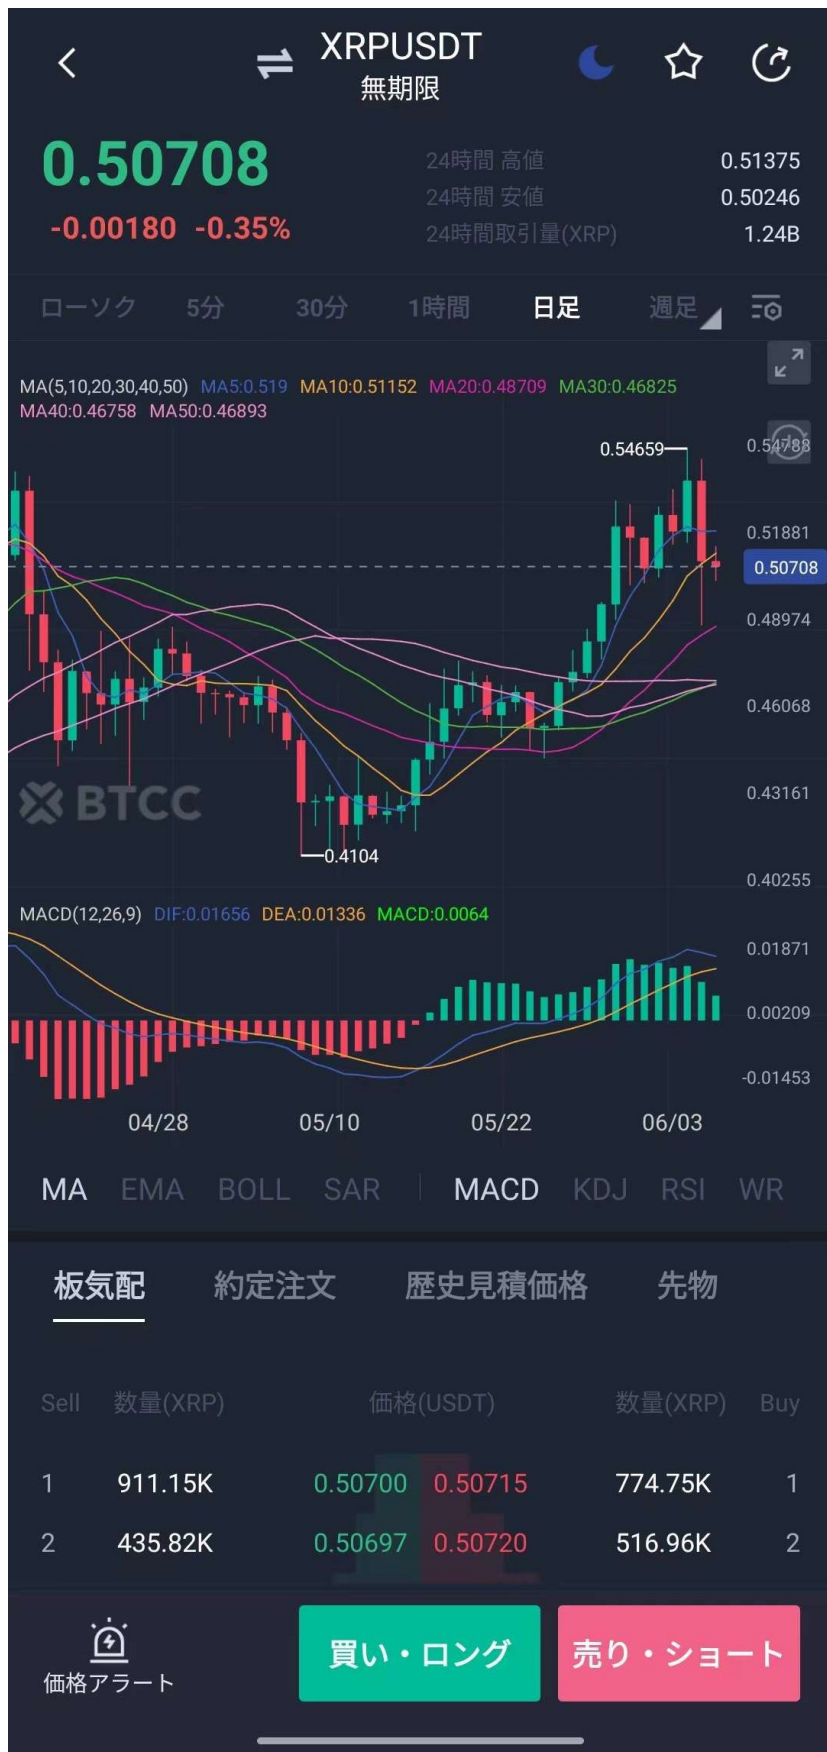 XRPUSDT
無期限
0.50708
-0.00180 -0.35%
24時間 高値 0.51375
24時間 安値 0.50246
24時間取引量(XRP) 1.24B
ローソク 5分 30分 1時間 日足 週足
MA(5,10,20,30,40,50) MA5:0.519 MA10:0.51152 MA20:0.48709 MA30:0.46825
MA40:0.46758 MA50:0.46893
0.54659
0.54788
0.51881
0.50708
0.48974
0.46068
0.43161
BTCC
0.4104
0.40255
MACD(12,26,9) DIF:0.01656 DEA:0.01336 MACD:0.0064
0.01871
0.00209
-0.01453
04/28 05/10 05/22 06/03
MA EMA BOLL SAR MACD KDJ RSI WR
板気配 約定注文 歴史見積価格 先物
Sell 数量(XRP) 価格(USDT) 数量(XRP) Buy
1 911.15K 0.50700 0.50715 774.75K 1
2 435.82K 0.50697 0.50720 516.96K 2
価格アラート
買い・ロング
売り・ショート